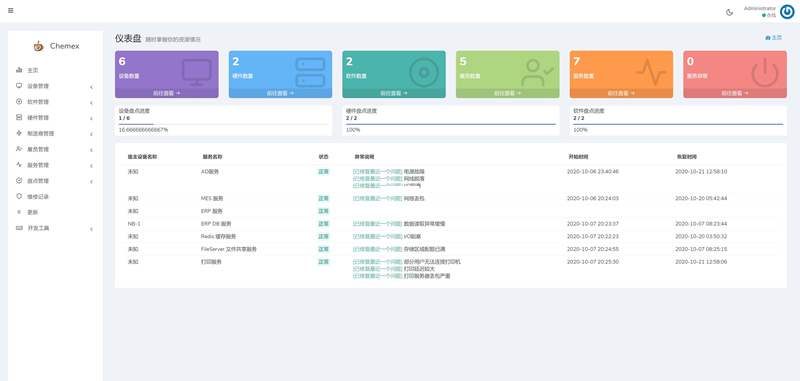 Administrator
在线
Chemex
主页
设备管理
软件管理
硬件管理
制造商管理
雇员管理
服务管理
盘点管理
维修记录
更新
开发工具
仪表盘 随时掌握你的资源情况
主页
6
设备数量
前往查看 →
2
硬件数量
前往查看 →
2
软件数量
前往查看 →
5
雇员数量
前往查看 →
7
服务数量
前往查看 →
0
服务异常
前往查看 →
设备盘点进度
1 / 6
16.666666666667%
硬件盘点进度
2 / 2
100%
软件盘点进度
2 / 2
100%
宿主设备名称 服务名称 状态 异常说明 开始时间 恢复时间
未知 AD服务 正常 [已修复最近一个问题] 电源故障 2020-10-06 23:40:46 2020-10-21 12:58:10
[已修复最近一个问题] 网线脱落
[已修复最近一个问题]
未知 MES 服务 正常 [已修复最近一个问题] 网络丢包 2020-10-06 20:24:03 2020-10-20 05:42:44
未知 ERP 服务 正常
NB-1 ERP DB 服务 正常 [已修复最近一个问题] 数据读取异常缓慢 2020-10-07 20:23:37 2020-10-07 08:23:44
未知 Redis 缓存服务 正常 [已修复最近一个问题] I/O阻塞 2020-10-07 20:22:23 2020-10-20 03:50:32
未知 FileServer 文件共享服务 正常 [已修复最近一个问题] 存储区域配额已满 2020-10-07 20:24:55 2020-10-07 08:25:15
未知 打印服务 正常 [已修复最近一个问题] 部分用户无法连接打印机 2020-10-07 20:25:30 2020-10-21 12:58:06
[已修复最近一个问题] 打印延迟较大
[已修复最近一个问题] 打印服务器丢包严重